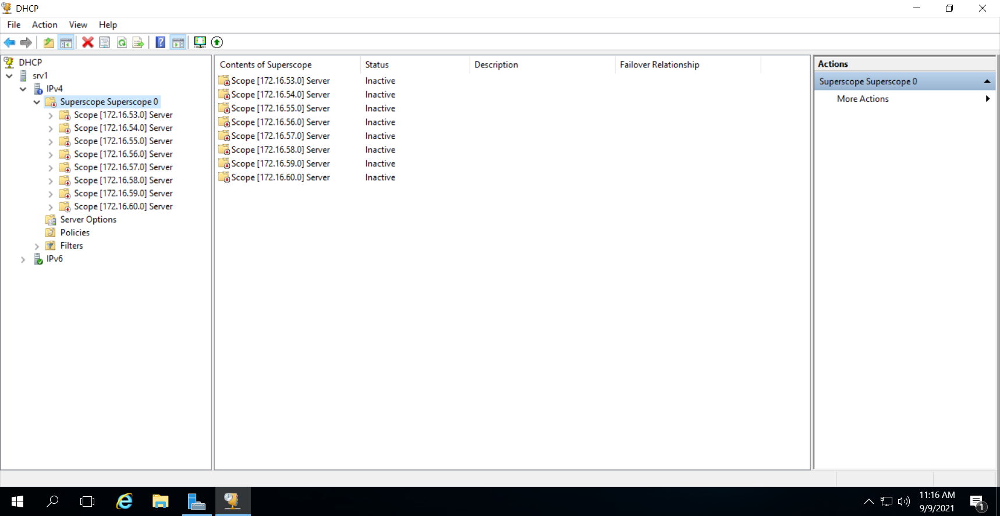 DHCP
File Action View Help
DHCP
srv1
IPv4
Superscope Superscope 0
Scope [172.16.53.0] Server
Scope [172.16.54.0] Server
Scope [172.16.55.0] Server
Scope [172.16.56.0] Server
Scope [172.16.57.0] Server
Scope [172.16.58.0] Server
Scope [172.16.59.0] Server
Scope [172.16.60.0] Server
Server Options
Policies
Filters
IPv6
Contents of Superscope Status Description Failover Relationship
Scope [172.16.53.0] Server Inactive
Scope [172.16.54.0] Server Inactive
Scope [172.16.55.0] Server Inactive
Scope [172.16.56.0] Server Inactive
Scope [172.16.57.0] Server Inactive
Scope [172.16.58.0] Server Inactive
Scope [172.16.59.0] Server Inactive
Scope [172.16.60.0] Server Inactive
Actions
Superscope Superscope 0
More Actions
11:16 AM
9/9/2021
1